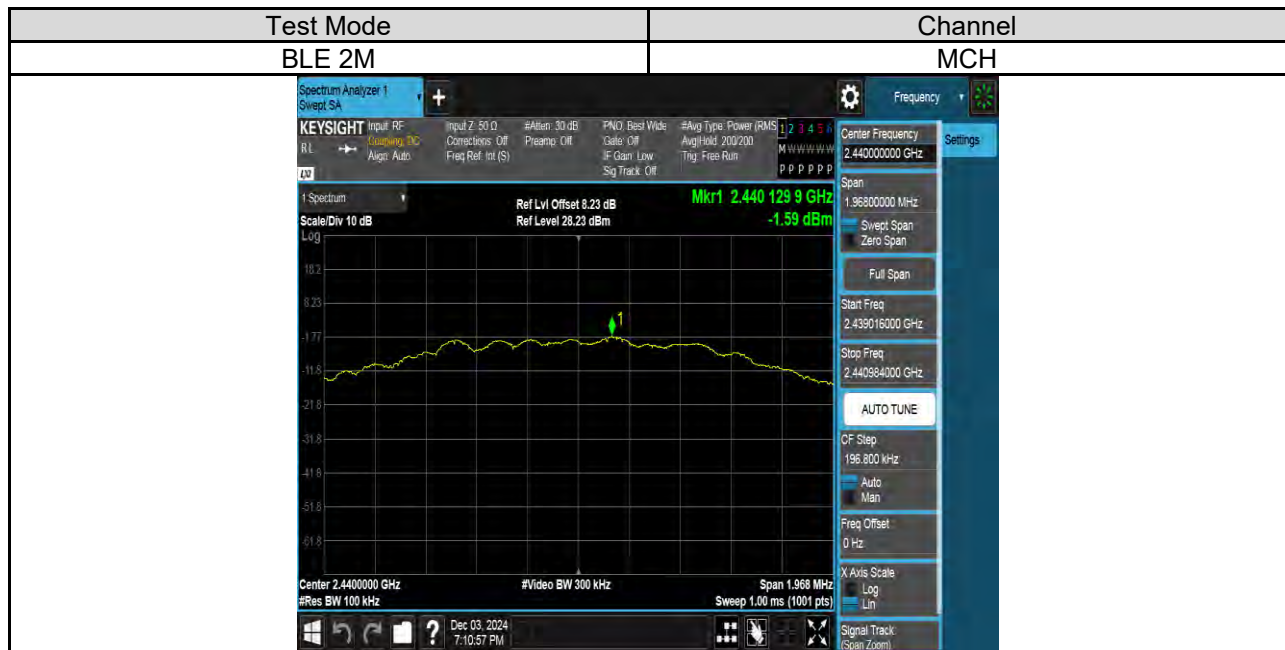 Test Mode
Channel
BLE 2M
MCH
Spectrum Analyzer 1
Swept SA
+
Frequency
KEYSIGHT
Input: RF
Coupling: DC
Align: Auto
Input Z: 50 Ω
Corrections: Off
Freq Ref: Int (S)
#Atten: 30 dB
Preamp: Off
PNO: Best Wide
Gate: Off
IF Gain: Low
Sig Track: Off
#Avg Type: Power (RMS
Avg|Hold: 200/200
Trig: Free Run
1 2 3 4 5 6
M W W W W W
P P P P P P
R L
LXI
Center Frequency
2.440000000 GHz
Settings
Span
1.96800000 MHz
Swept Span
Zero Span
Full Span
Start Freq
2.439016000 GHz
Stop Freq
2.440984000 GHz
AUTO TUNE
CF Step
196.800 kHz
Auto
Man
Freq Offset
0 Hz
X Axis Scale
Log
Lin
Signal Track
(Span Zoom)
1 Spectrum
Scale/Div 10 dB
Log
Ref Lvl Offset 8.23 dB
Ref Level 28.23 dBm
Mkr1 2.440 129 9 GHz
-1.59 dBm
18.2
8.23
1
-1.77
-11.8
-21.8
-31.8
-41.8
-51.8
-61.8
Center 2.4400000 GHz
#Res BW 100 kHz
#Video BW 300 kHz
Span 1.968 MHz
Sweep 1.00 ms (1001 pts)
?
Dec 03, 2024
7:10:57 PM